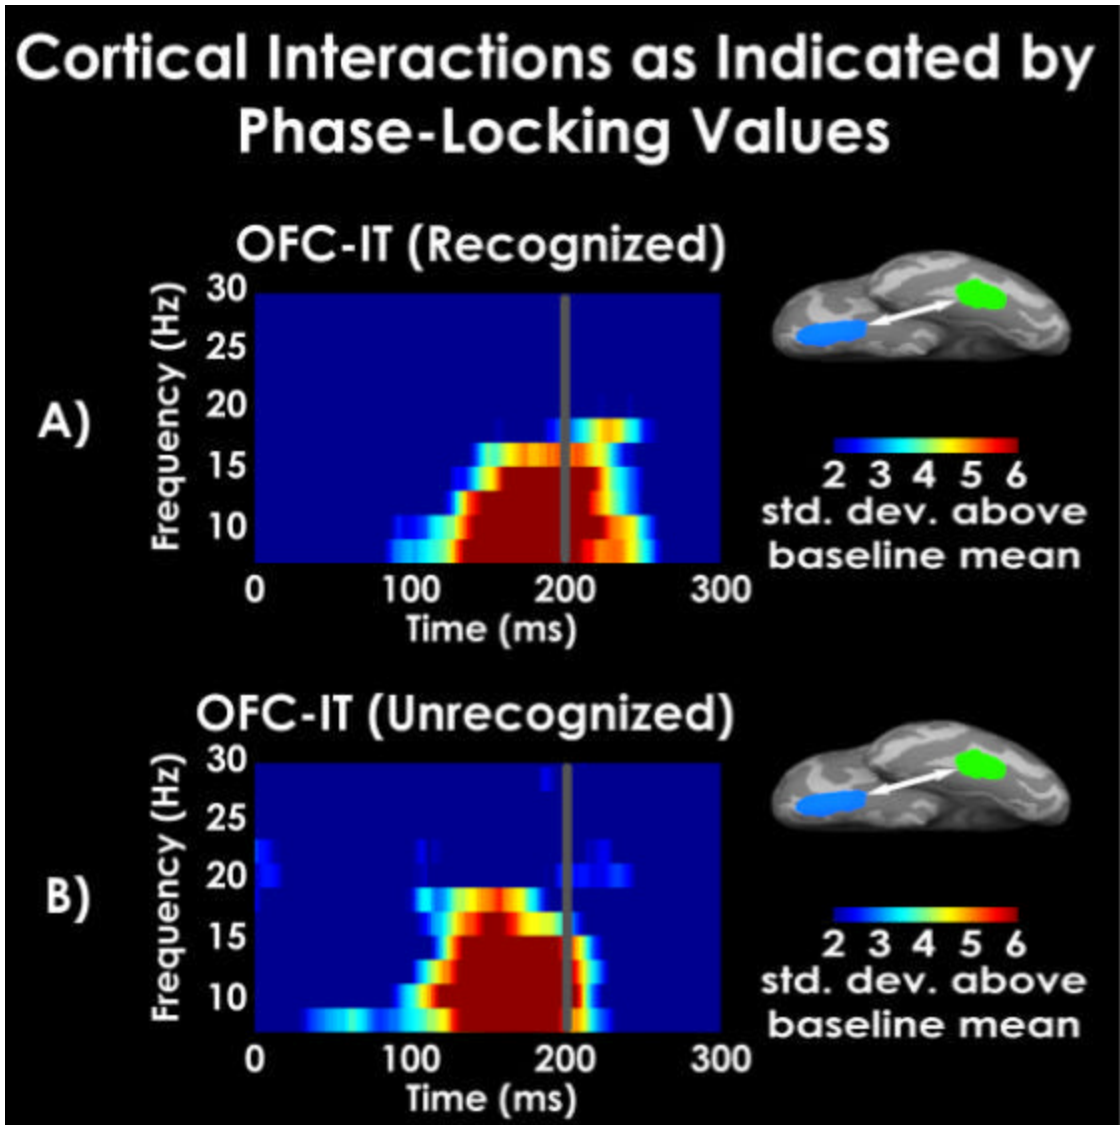 Cortical Interactions as Indicated by
Phase-Locking Values
OFC-IT (Recognized)
A)
Frequency (Hz)
30
25
20
15
10
0 100 200 300
Time (ms)
2 3 4 5 6
std. dev. above
baseline mean
OFC-IT (Unrecognized)
B)
Frequency (Hz)
30
25
20
15
10
0 100 200 300
Time (ms)
2 3 4 5 6
std. dev. above
baseline mean